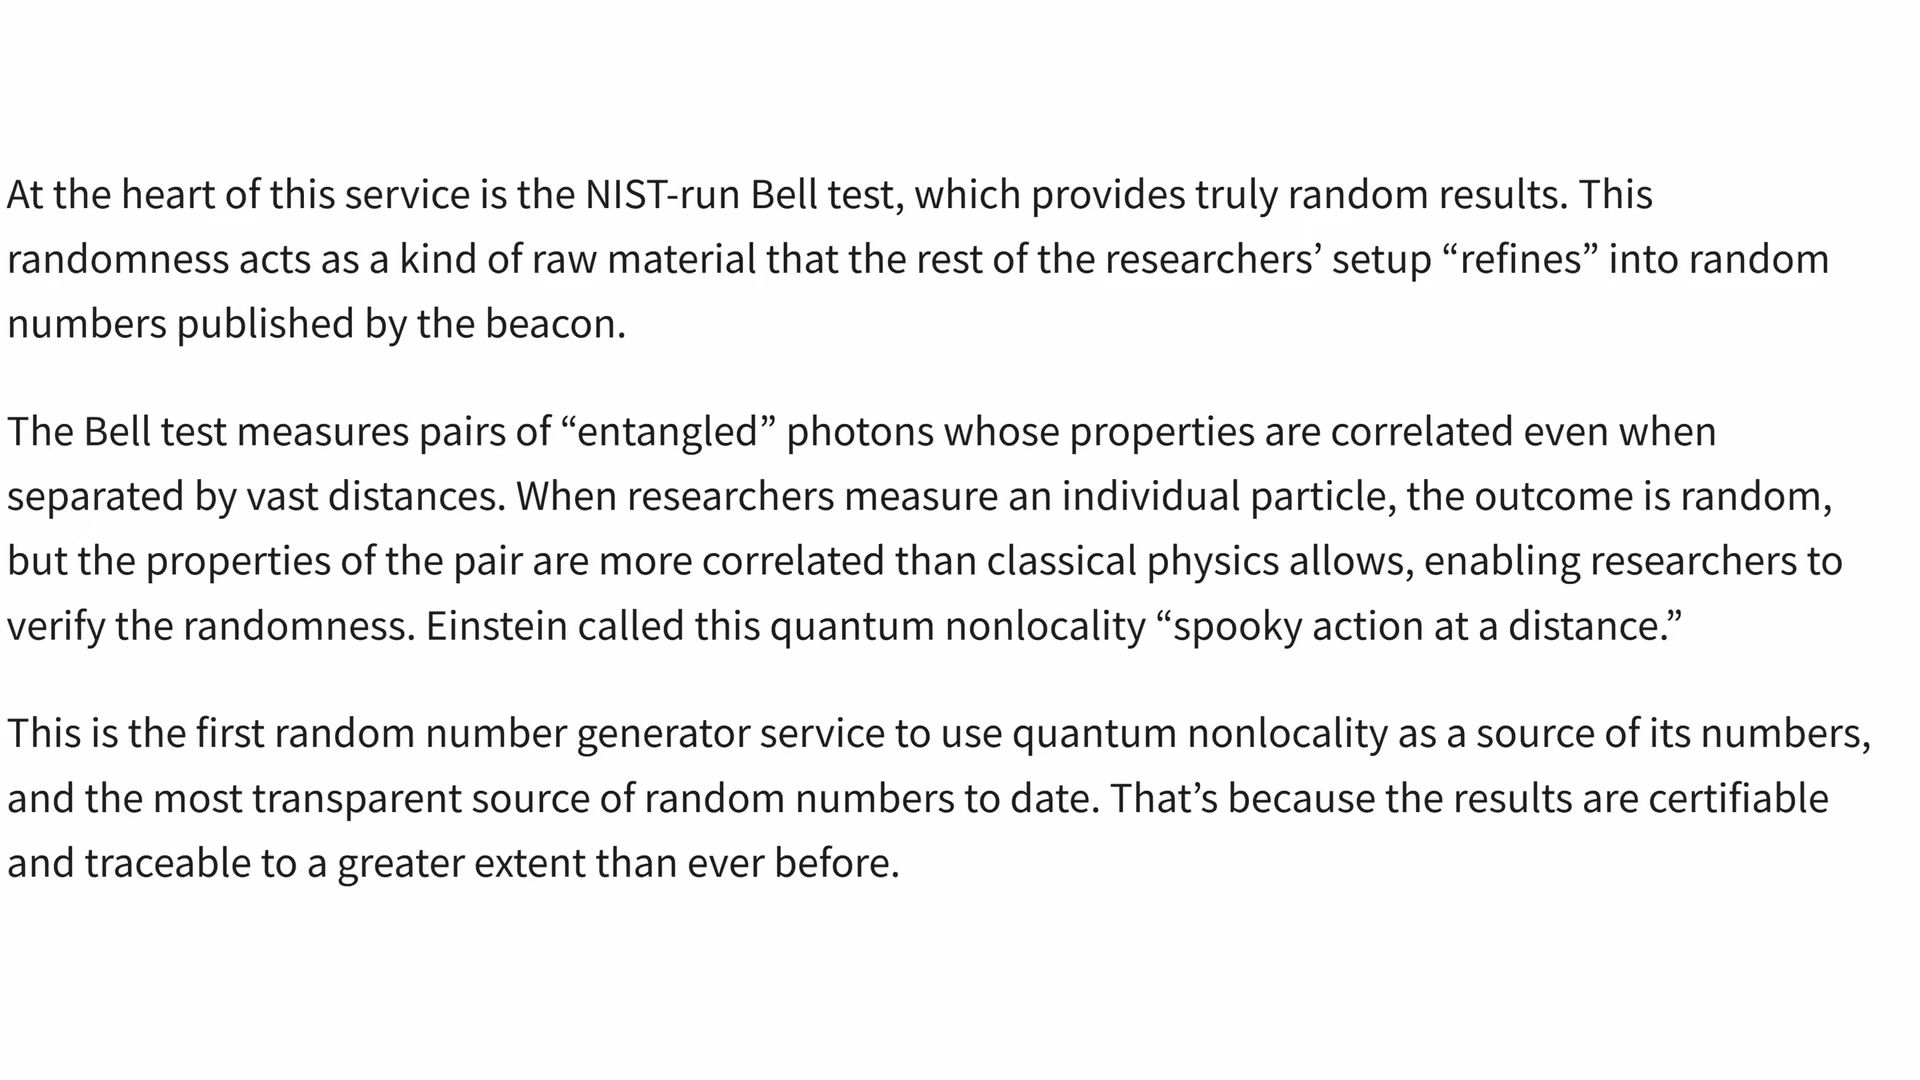 At the heart of this service is the NIST-run Bell test, which provides truly random results. This
randomness acts as a kind of raw material that the rest of the researchers’ setup “refines” into random
numbers published by the beacon.
The Bell test measures pairs of “entangled” photons whose properties are correlated even when
separated by vast distances. When researchers measure an individual particle, the outcome is random,
but the properties of the pair are more correlated than classical physics allows, enabling researchers to
verify the randomness. Einstein called this quantum nonlocality “spooky action at a distance.”
This is the first random number generator service to use quantum nonlocality as a source of its numbers,
and the most transparent source of random numbers to date. That’s because the results are certifiable
and traceable to a greater extent than ever before.